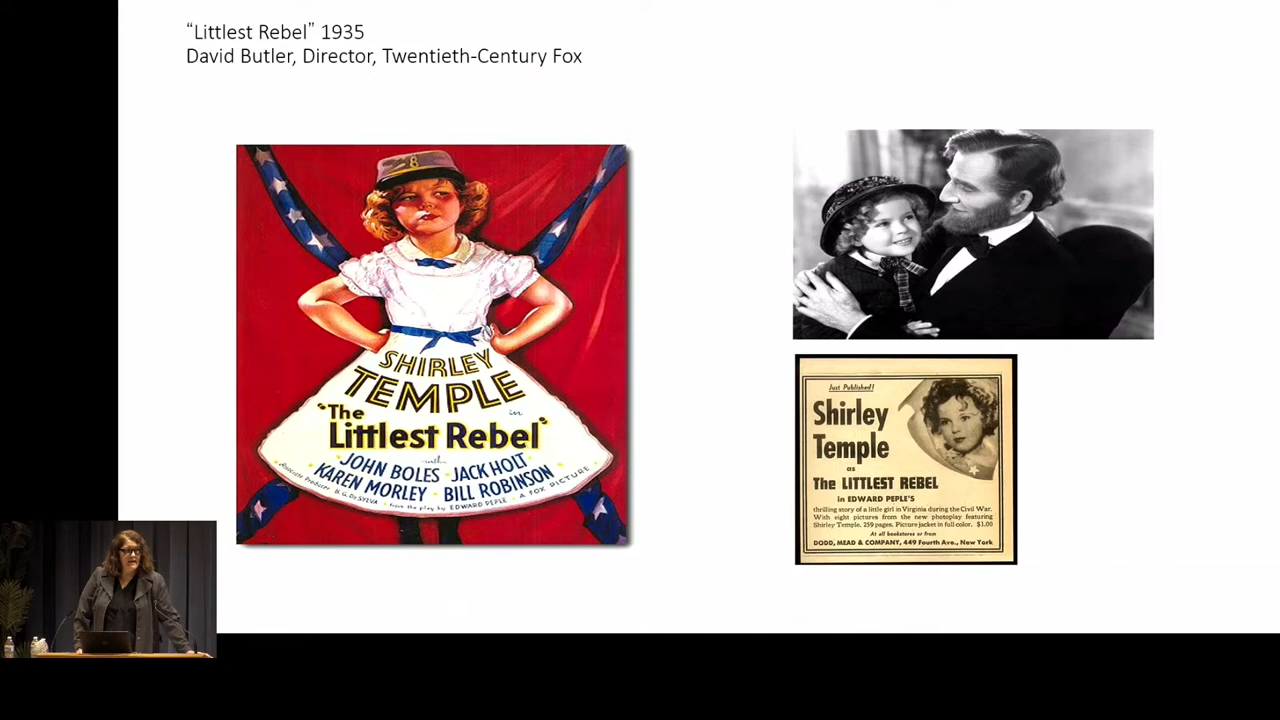 “Littlest Rebel” 1935
David Butler, Director, Twentieth-Century Fox
8
SHIRLEY
TEMPLE
in
"The
Littlest Rebel"
with
JOHN BOLES - JACK HOLT
KAREN MORLEY - BILL ROBINSON
Associate Producer B. G. DeSYLVA
from the play by EDWARD PEPLE
A FOX PICTURE
Just Published!
Shirley
Temple
as
The LITTLEST REBEL
in EDWARD PEPLE'S
thrilling story of a little girl in Virginia during the Civil War.
With eight pictures from the new photoplay featuring
Shirley Temple. 259 pages. Picture jacket in full color. $1.00
At all bookstores or from
DODD, MEAD & COMPANY, 449 Fourth Ave., New York